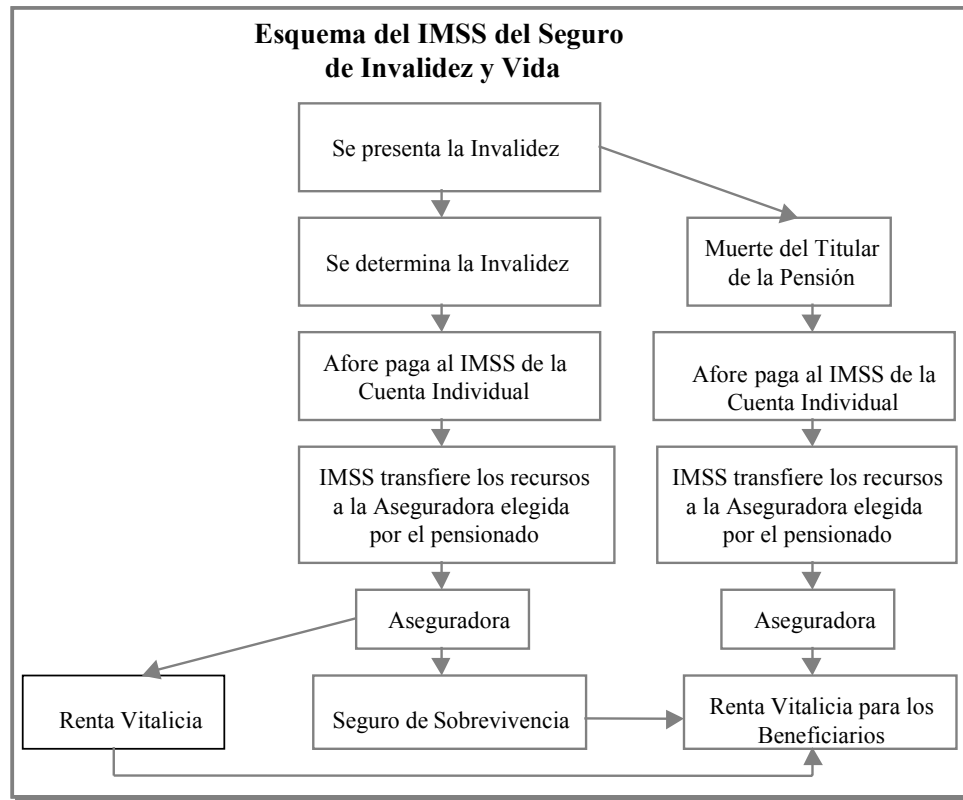 Esquema del IMSS del Seguro
de Invalidez y Vida
Se presenta la Invalidez
Se determina la Invalidez
Muerte del Titular
de la Pensión
Afore paga al IMSS de la
Cuenta Individual
Afore paga al IMSS de la
Cuenta Individual
IMSS transfiere los recursos
a la Aseguradora elegida
por el pensionado
IMSS transfiere los recursos
a la Aseguradora elegida
por el pensionado
Aseguradora
Aseguradora
Renta Vitalicia
Seguro de Sobrevivencia
Renta Vitalicia para los
Beneficiarios